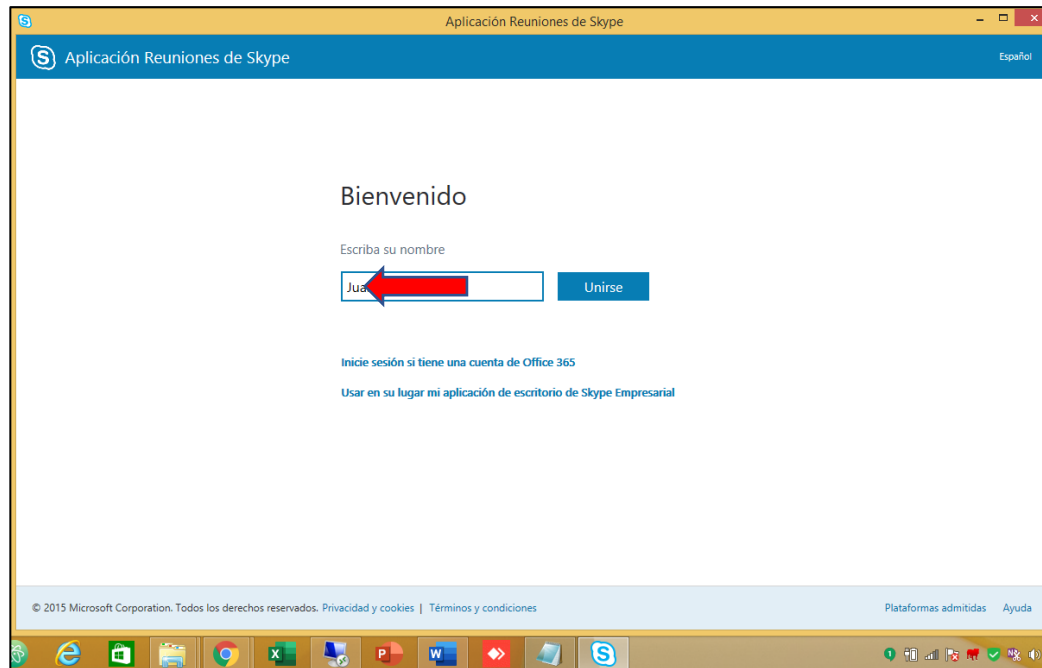 Aplicación Reuniones de Skype
Aplicación Reuniones de Skype
Español
Bienvenido
Escriba su nombre
Unirse
Inicie sesión si tiene una cuenta de Office 365
Usar en su lugar mi aplicación de escritorio de Skype Empresarial
© 2015 Microsoft Corporation. Todos los derechos reservados. Privacidad y cookies | Términos y condiciones
Plataformas admitidas Ayuda